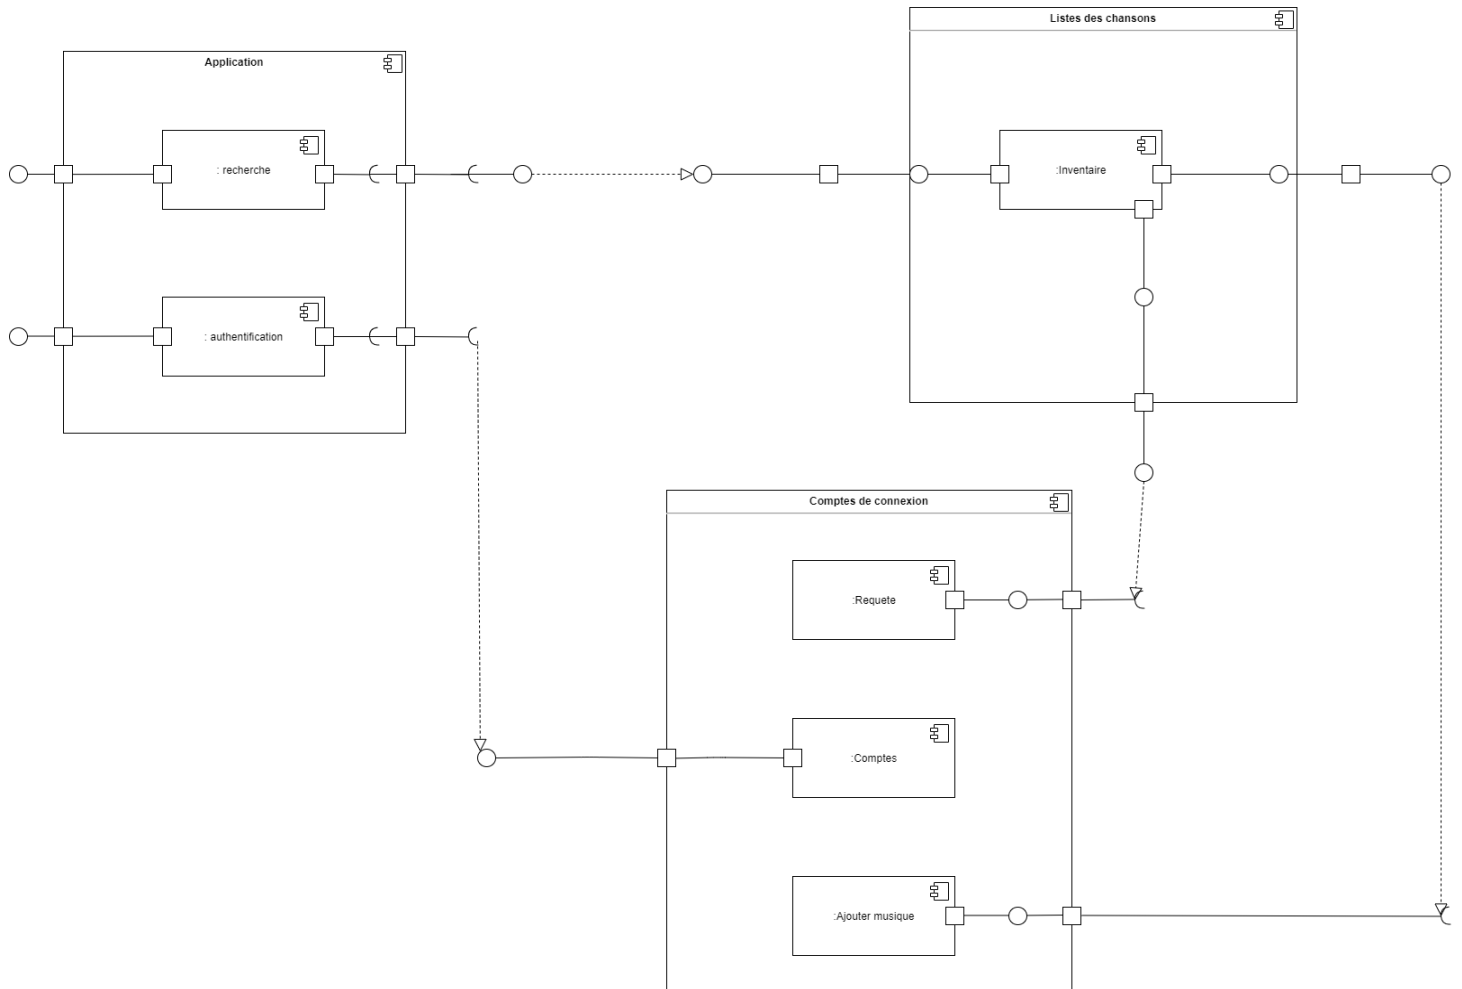 Listes des chansons
Application
: recherche
:Inventaire
: authentification
Comptes de connexion
:Requete
:Comptes
:Ajouter musique